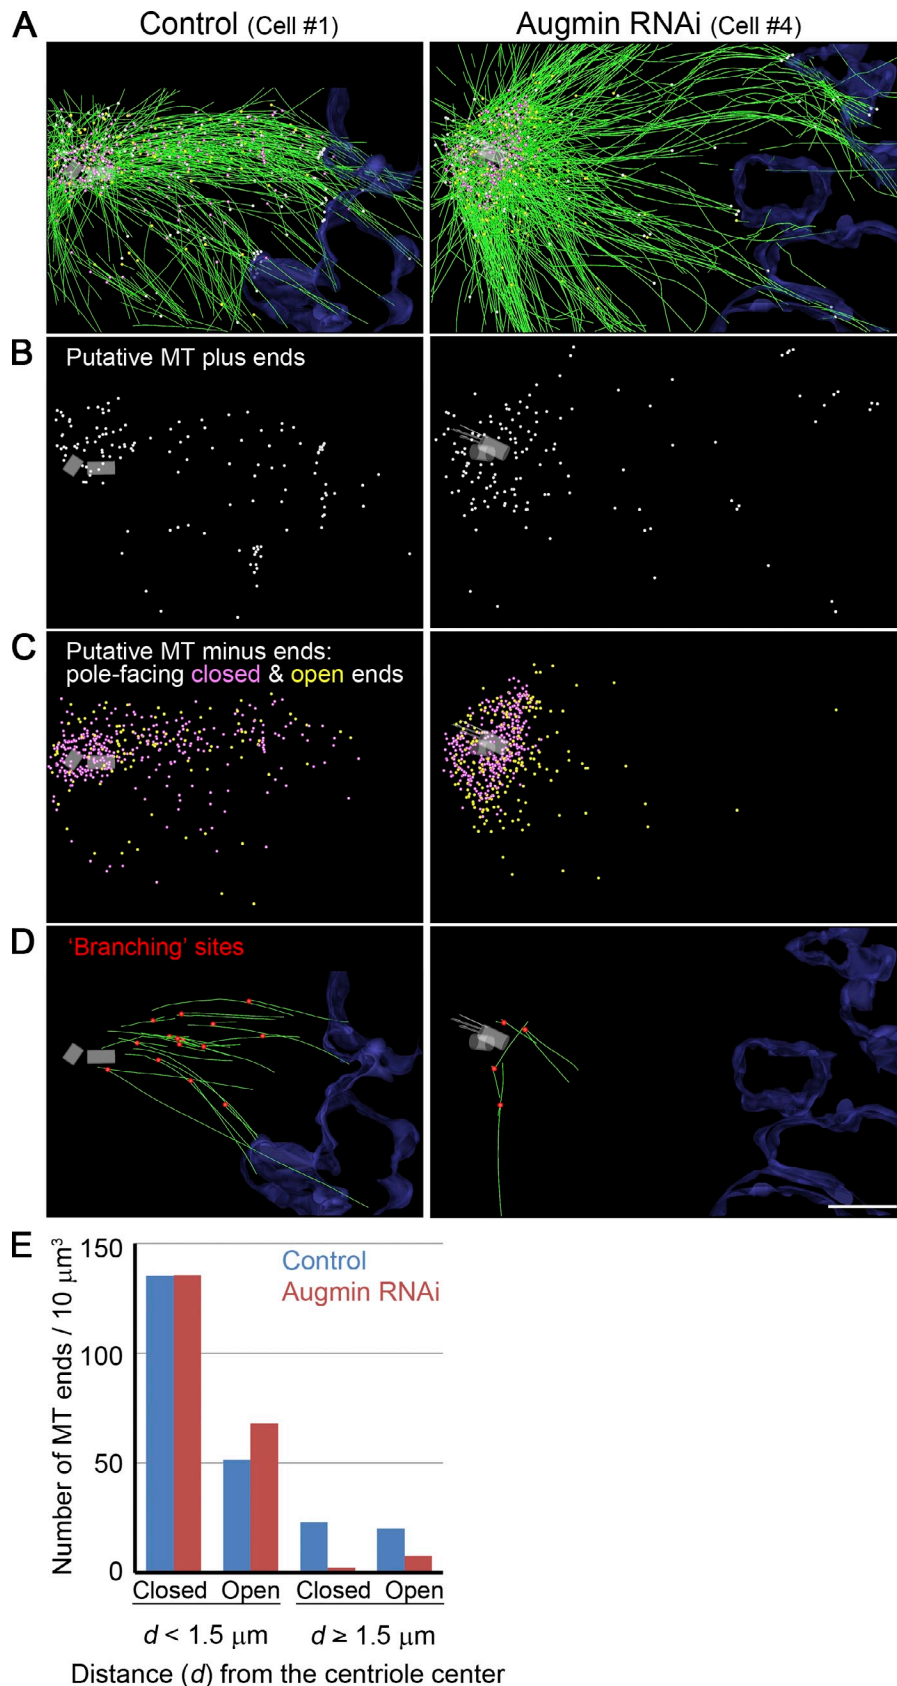 A Control (Cell #1) Augmin RNAi (Cell #4)
B Putative MT plus ends
C Putative MT minus ends:
pole-facing closed & open ends
D 'Branching' sites
E
Number of MT ends / 10 μm³
150
100
50
0
Control
Augmin RNAi
Closed Open Closed Open
d < 1.5 μm d ≥ 1.5 μm
Distance (d) from the centriole center